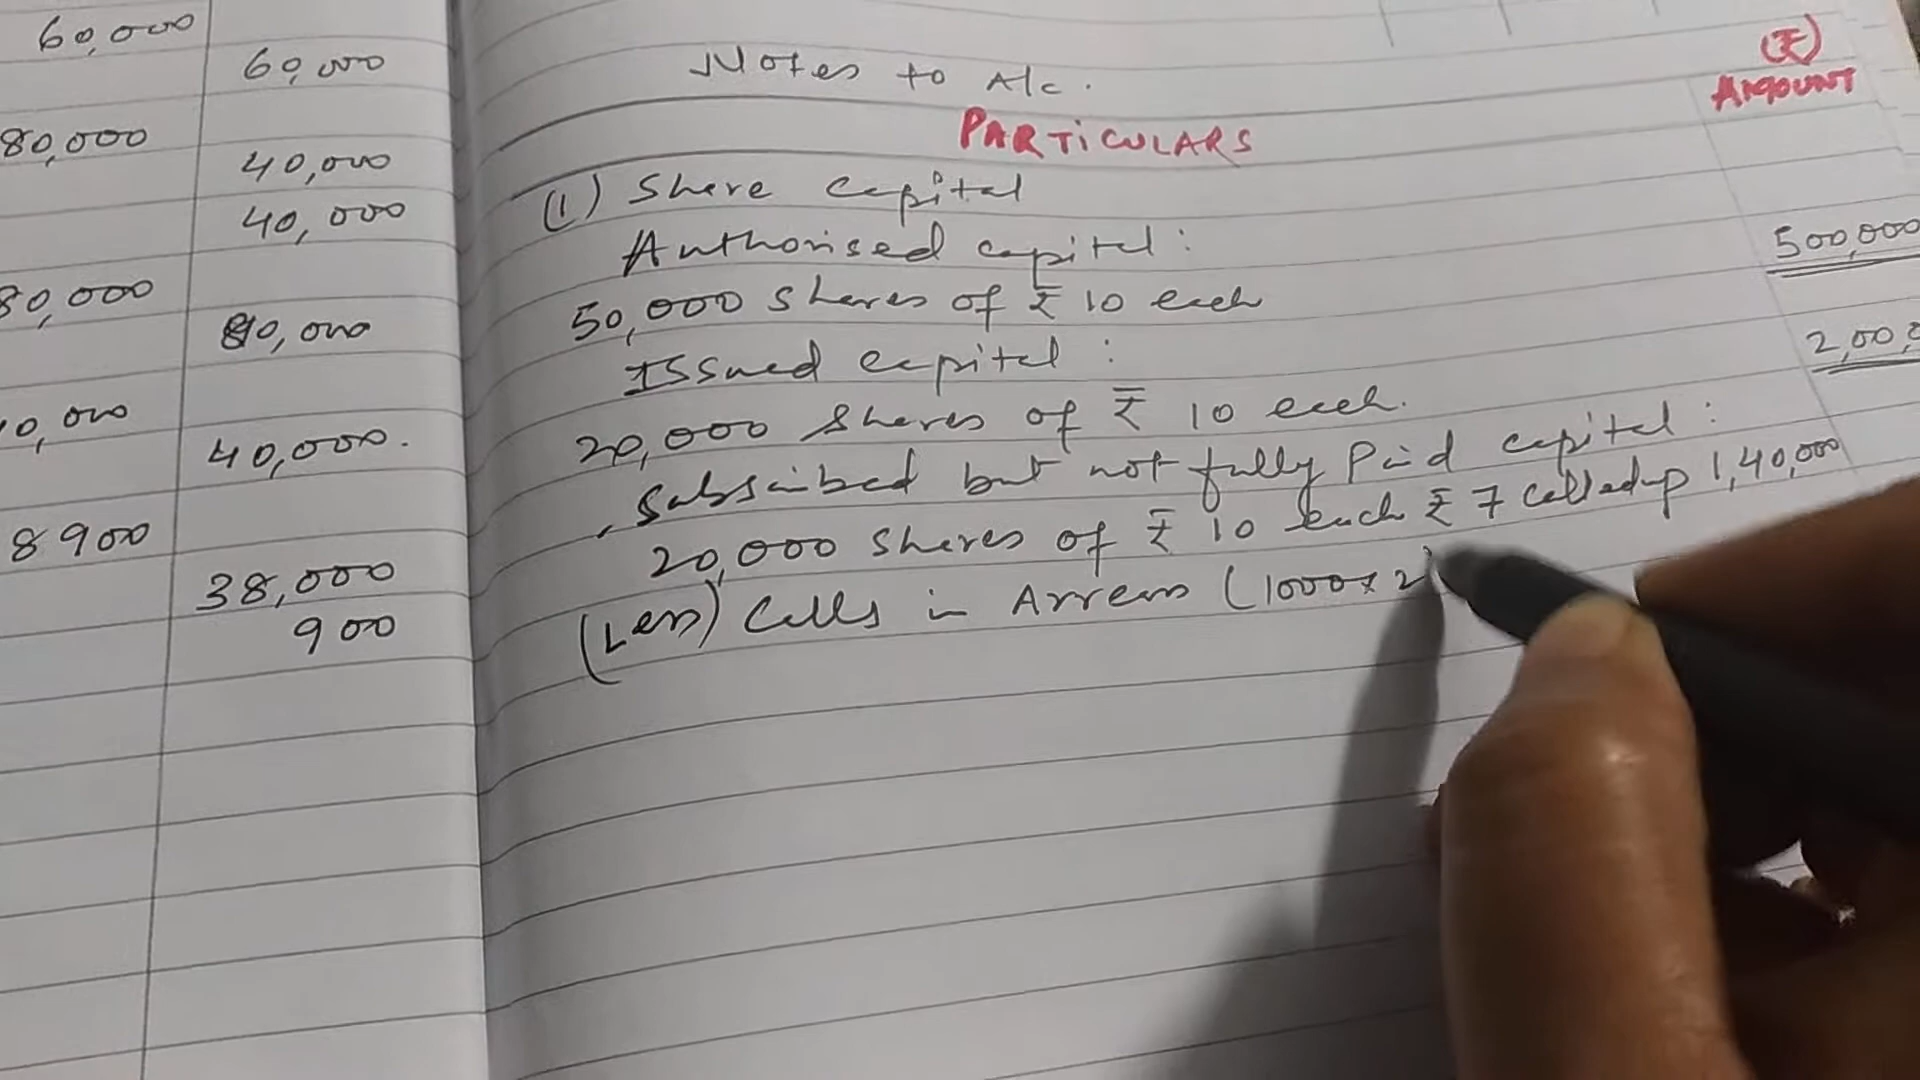 60,000
60,000
80,000
40,000
40,000
80,000
80,000
0,000
40,000.
8900
38,000
900
Notes to A/c.
(₹)
PARTICULARS
AMOUNT
(1) Share Capital
Authorised capital:
50,000 shares of ₹ 10 each
500,000
Issued capital:
20,000 shares of ₹ 10 each.
2,00,
Subscribed but not fully Paid capital:
20,000 shares of ₹ 10 each ₹ 7 called up 1,40,000
(Less) Calls in Arrears (1000 x 2)